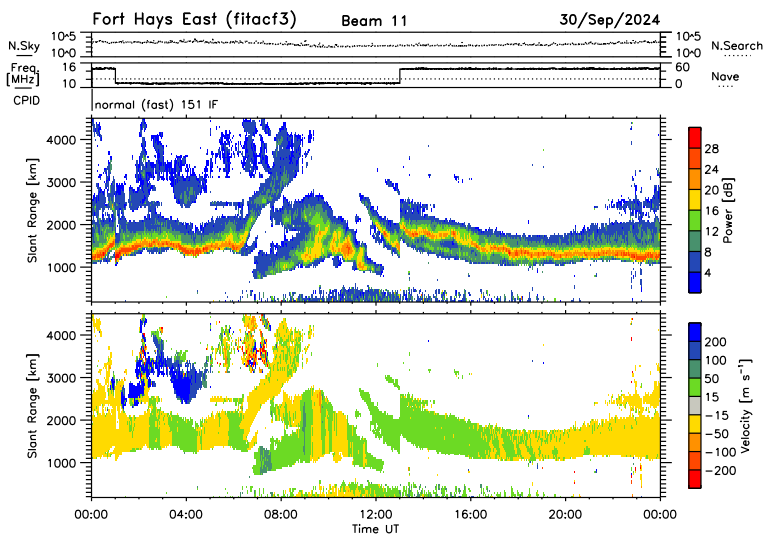 Fort Hays East (fitacf3)
Beam 11
30/Sep/2024
N.Sky
10^5
10^0
10^5
10^0
N.Search
Freq.
[MHz]
16
10
60
0
Nave
CPID
normal (fast) 151 IF
Slant Range [km]
4000
3000
2000
1000
28
24
20
16
12
8
4
Power [dB]
Slant Range [km]
4000
3000
2000
1000
200
100
50
15
-15
-50
-100
-200
Velocity [m s⁻¹]
00:00
04:00
08:00
12:00
16:00
20:00
00:00
Time UT